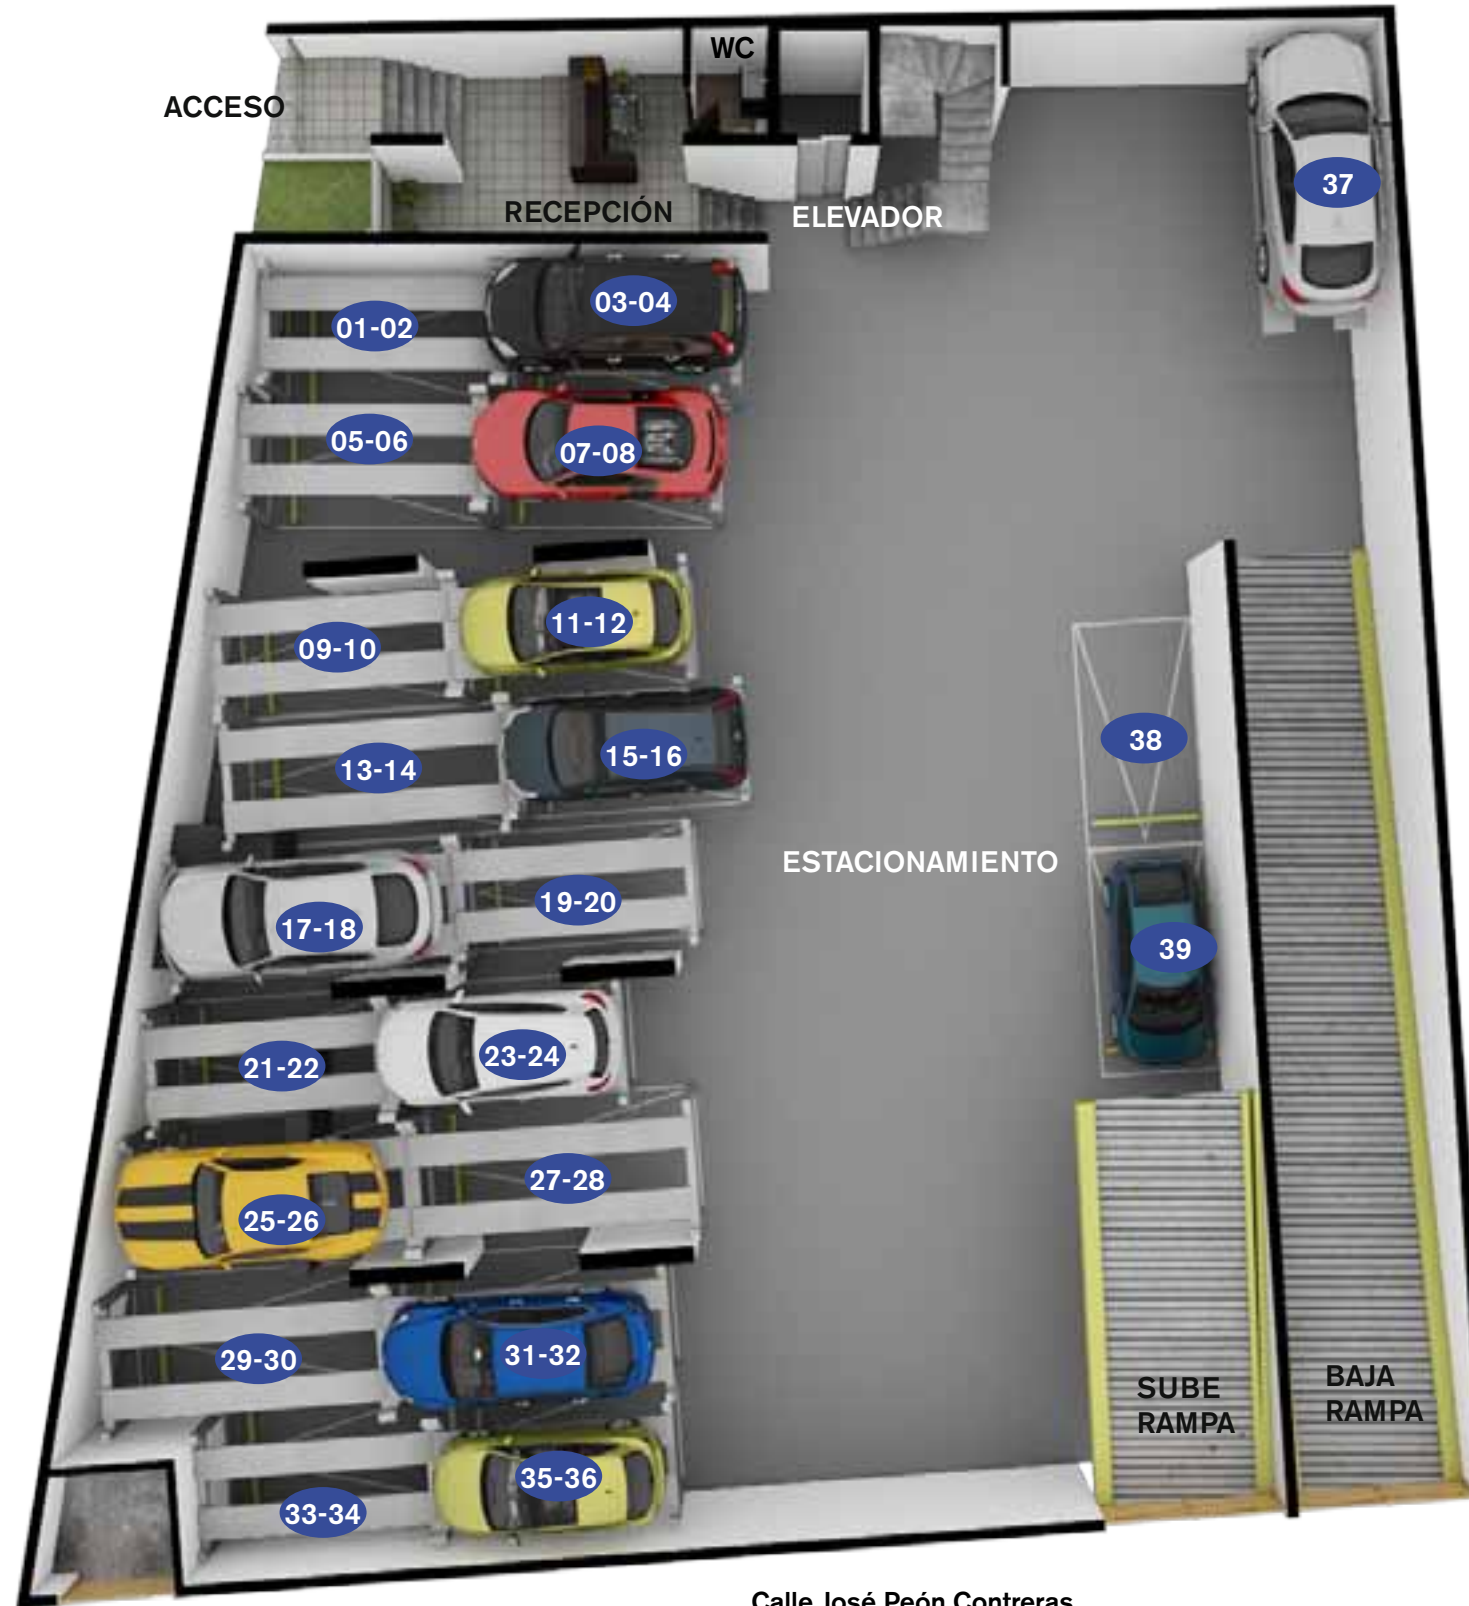 WC
ACCESO
37
RECEPCIÓN
ELEVADOR
03-04
01-02
05-06
07-08
11-12
09-10
38
15-16
13-14
ESTACIONAMIENTO
19-20
17-18
39
23-24
21-22
27-28
25-26
31-32
29-30
BAJA
RAMPA
SUBE
RAMPA
35-36
33-34
Calle José Peón Contreras